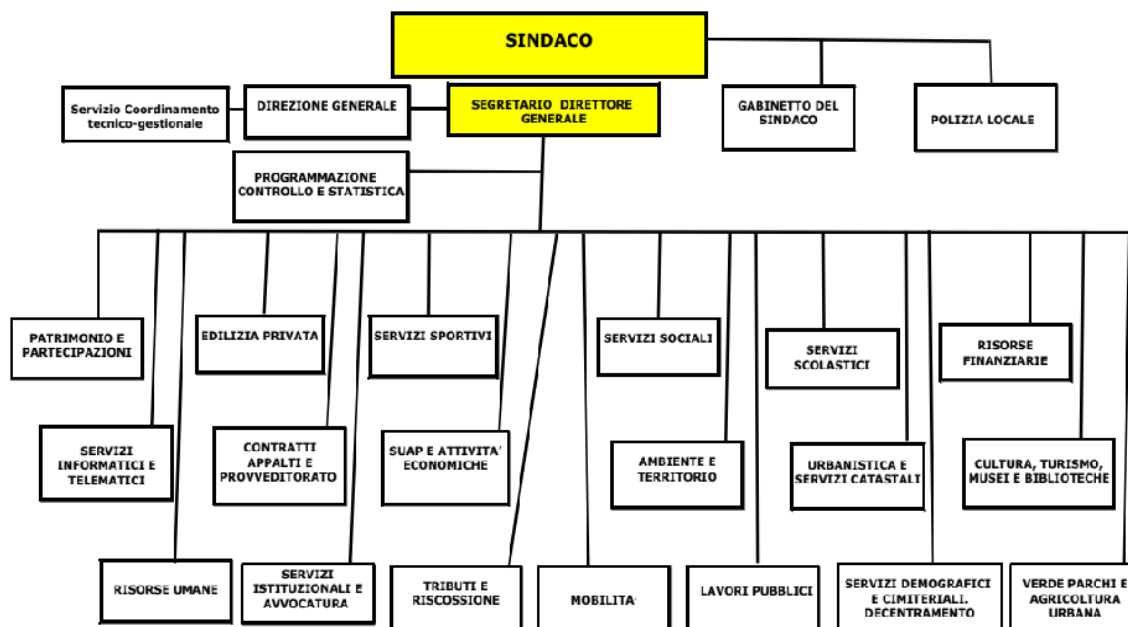 SINDACO
Servizio Coordinamento
tecnico-gestionale
DIREZIONE GENERALE
SEGRETARIO DIRETTORE
GENERALE
GABINETTO DEL
SINDACO
POLIZIA LOCALE
PROGRAMMAZIONE
CONTROLLO E STATISTICA
PATRIMONIO E
PARTECIPAZIONI
EDILIZIA PRIVATA
SERVIZI SPORTIVI
SERVIZI SOCIALI
SERVIZI
SCOLASTICI
RISORSE
FINANZIARIE
SERVIZI
INFORMATICI E
TELEMATICI
CONTRATTI
APPALTI E
PROVVEDITORATO
SUAP E ATTIVITA'
ECONOMICHE
AMBIENTE E
TERRITORIO
URBANISTICA E
SERVIZI CATASTALI
CULTURA, TURISMO,
MUSEI E BIBLIOTECHE
RISORSE UMANE
SERVIZI
ISTITUZIONALI E
AVVOCATURA
TRIBUTI E
RISCOSSIONE
MOBILITA'
LAVORI PUBBLICI
SERVIZI DEMOGRAFICI
E CIMITERIALI.
DECENTRAMENTO
VERDE PARCHI E
AGRICOLTURA
URBANA